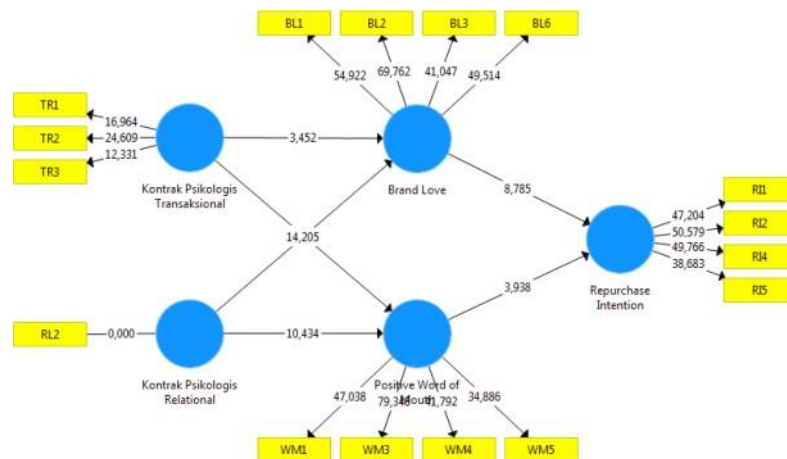 BL1
BL2
BL3
BL6
54,922
69,762
41,047
49,514
TR1
TR2
TR3
16,964
24,609
12,331
Kontrak Psikologis
Transaksional
3,452
Brand Love
8,785
14,205
RI1
RI2
RI4
RI5
47,204
50,579
49,766
38,683
Repurchase
Intention
3,938
RL2
0,000
Kontrak Psikologis
Relational
10,434
Positive Word of
Mouth
47,038
34,886
WM1
WM3
WM4
WM5